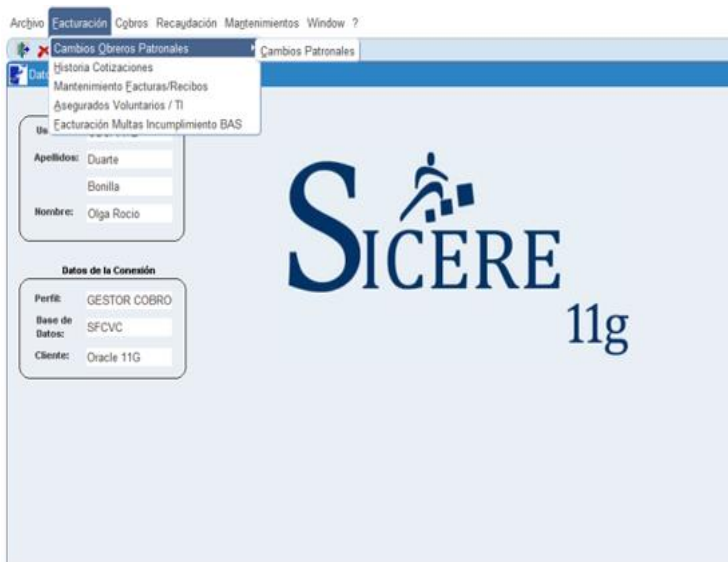 Archivo Facturación Cobros Recaydación Mantenimientos Window ?
Cambios Obreros Patronales
Cambios Patronales
Historia Cotizaciones
Mantenimiento Facturas/Recibos
Asegurados Voluntarios / TI
Facturación Multas Incumplimiento BAS
Apellidos: Duarte
Bonilla
Nombre: Olga Rocio
Datos de la Conexión
Perfil: GESTOR COBRO
Base de Datos: SFCVC
Cliente: Oracle 11G
SICERE
11g